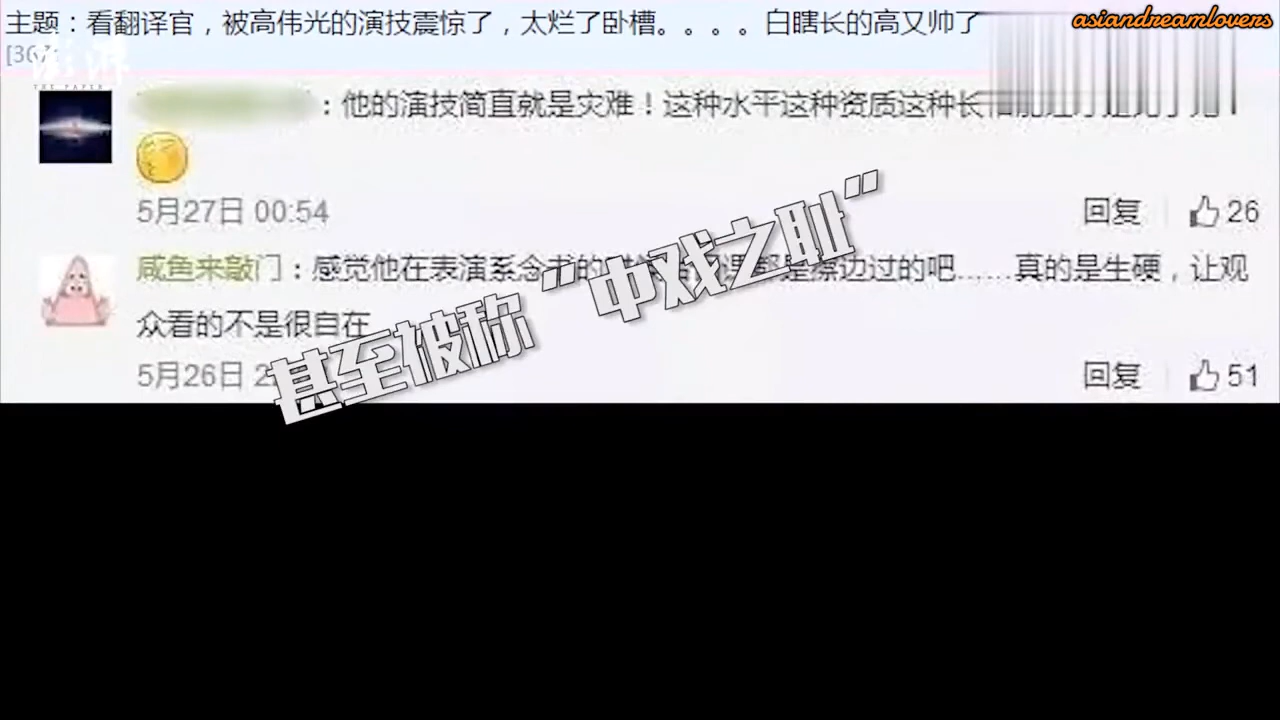 主题：看翻译官，被高伟光的演技震惊了，太烂了卧槽。。。。白瞎长的高又帅了
asiandreamlovers
澎湃
THE PAPER
：他的演技简直就是灾难！这种水平这种资质这种长
5月27日 00:54
回复
26
咸鱼来敲门：感觉他在表演系念书的
都是擦边过的吧……真的是生硬，让观
众看的不是很自在
5月26日
回复
51
甚至被称“中戏之耻”